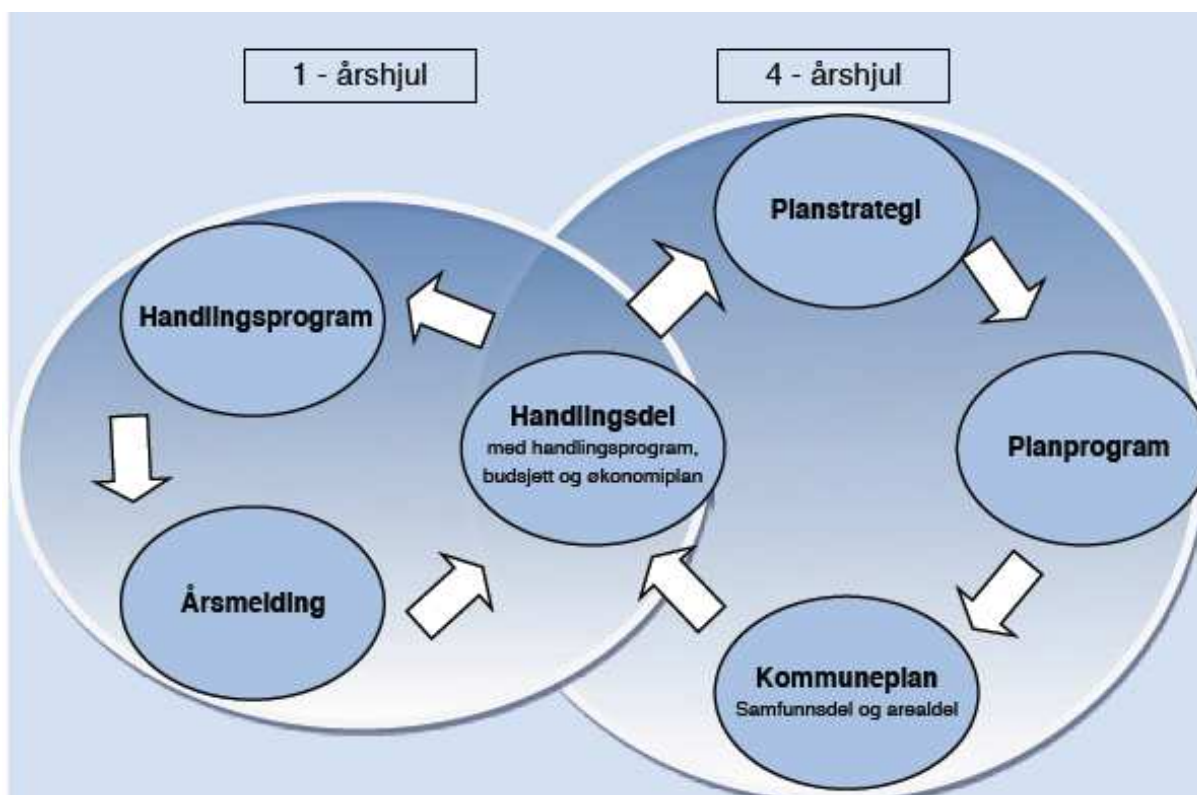 1 - årshjul
4 - årshjul
Planstrategi
Handlingsprogram
Handlingsdel
med handlingsprogram,
budsjett og økonomiplan
Planprogram
Årsmelding
Kommuneplan
Samfunnsdel og arealdel